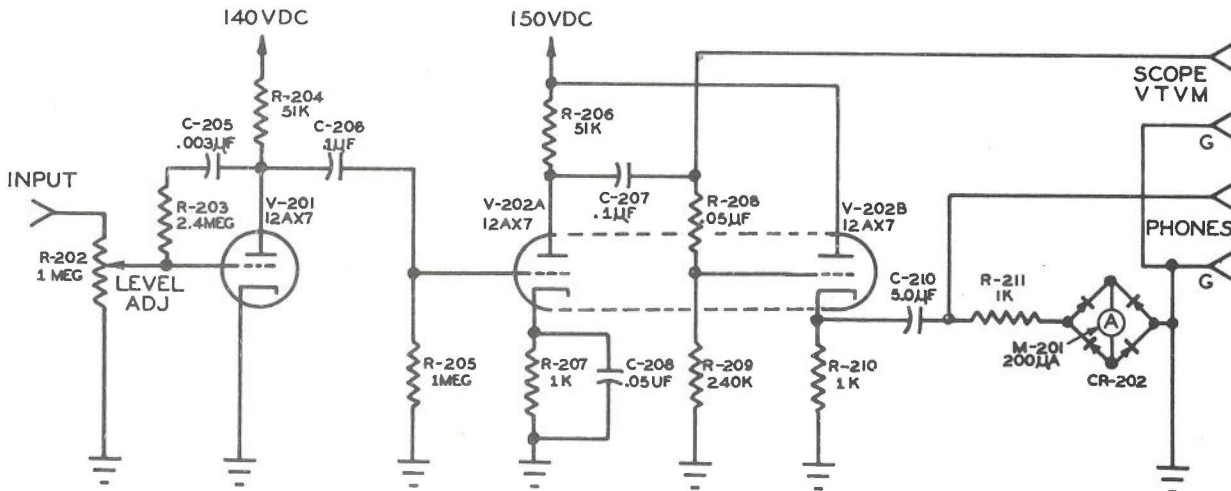 140VDC
150VDC
R-204
51K
C-205
.003µF
C-206
.1µF
R-206
51K
SCOPE
VTVM
G
INPUT
R-203
2.4MEG
V-201
12AX7
C-207
.1µF
V-202A
12AX7
R-208
.05µF
V-202B
12AX7
PHONES
G
R-202
1 MEG
LEVEL
ADJ
C-210
5.0µF
R-211
1K
A
M-201
200µA
CR-202
R-205
1MEG
R-207
1K
C-208
.05UF
R-209
240K
R-210
1K